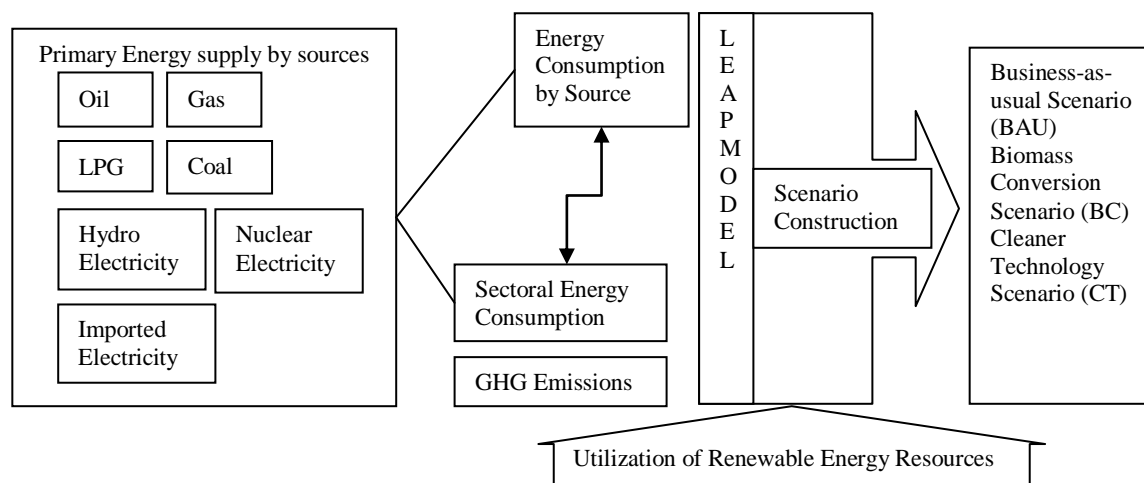 Primary Energy supply by sources
Oil
Gas
LPG
Coal
Hydro
Electricity
Nuclear
Electricity
Imported
Electricity
Energy
Consumption
by Source
Sectoral Energy
Consumption
GHG Emissions
L
E
A
P
M
O
D
E
L
Scenario
Construction
Business-as-
usual Scenario
(BAU)
Biomass
Conversion
Scenario (BC)
Cleaner
Technology
Scenario (CT)
Utilization of Renewable Energy Resources